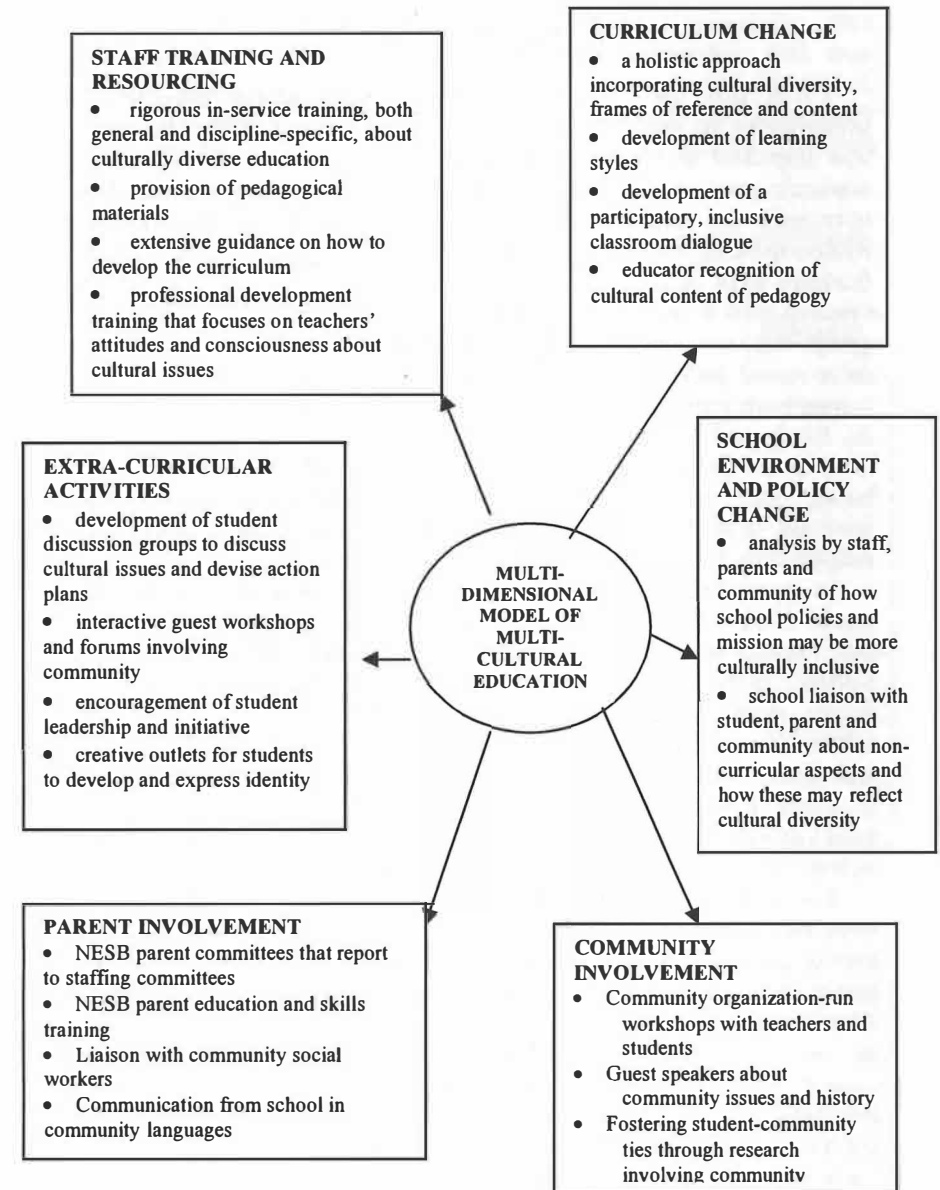 STAFF TRAINING AND
RESOURCING
• rigorous in-service training, both
general and discipline-specific, about
culturally diverse education
• provision of pedagogical
materials
• extensive guidance on how to
develop the curriculum
• professional development
training that focuses on teachers'
attitudes and consciousness about
cultural issues
CURRICULUM CHANGE
• a holistic approach
incorporating cultural diversity,
frames of reference and content
• development of learning
styles
• development of a
participatory, inclusive
classroom dialogue
• educator recognition of
cultural content of pedagogy
EXTRA-CURRICULAR
ACTIVITIES
• development of student
discussion groups to discuss
cultural issues and devise action
plans
• interactive guest workshops
and forums involving
community
• encouragement of student
leadership and initiative
• creative outlets for students
to develop and express identity
MULTI-
DIMENSIONAL
MODEL OF
MULTI-
CULTURAL
EDUCATION
SCHOOL
ENVIRONMENT
AND POLICY
CHANGE
• analysis by staff,
parents and
community of how
school policies and
mission may be more
culturally inclusive
• school liaison with
student, parent and
community about non-
curricular aspects and
how these may reflect
cultural diversity
PARENT INVOLVEMENT
• NESB parent committees that report
to staffing committees
• NESB parent education and skills
training
• Liaison with community social
workers
• Communication from school in
community languages
COMMUNITY
INVOLVEMENT
• Community organization-run
workshops with teachers and
students
• Guest speakers about
community issues and history
• Fostering student-community
ties through research
involving community